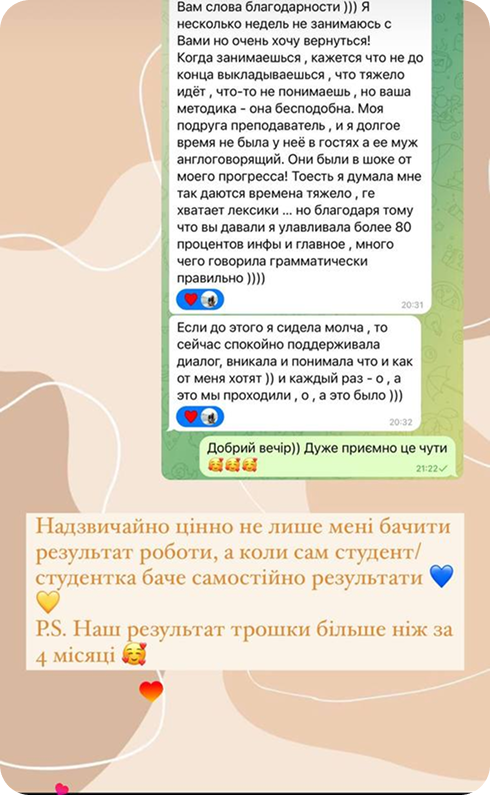 Вам слова благодарности ))) Я
несколько недель не занимаюсь с
Вами но очень хочу вернуться!
Когда занимаешься , кажется что не до
конца выкладываешься , что тяжело
идёт , что-то не понимаешь , но ваша
методика - она бесподобна. Моя
подруга преподаватель , и я долгое
время не была у неё в гостях а ее муж
англоговорящий. Они были в шоке от
моего прогресса! Тоесть я думала мне
так даются времена тяжело , ге
хватает лексики ... но благодаря тому
что вы давали я улавливала более 80
процентов инфы и главное , много
чего говорила грамматически
правильно ))))
❤️
20:31
Если до этого я сидела молча , то
сейчас спокойно поддерживала
диалог, вникала и понимала что и как
от меня хотят )) и каждый раз - о , а
это мы проходили , о , а это было )))
❤️
20:32
Добрий вечір)) Дуже приємно це чути
🥰🥰🥰
21:22✓
Надзвичайно цінно не лише мені бачити
результат роботи, а коли сам студент/
студентка баче самостійно результати 💙
💛
P.S. Наш результат трошки більше ніж за
4 місяці 🥰